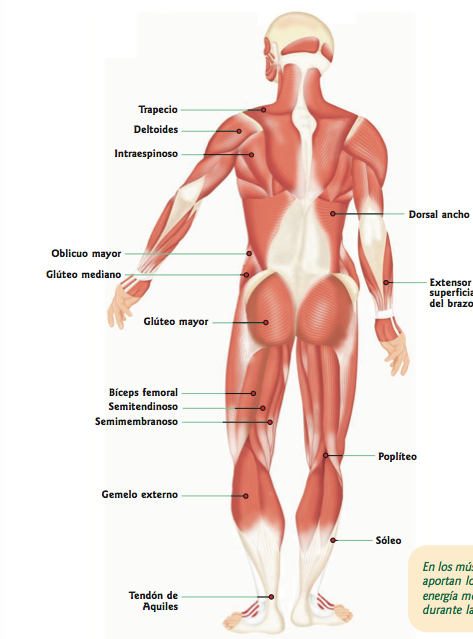 Trapecio
Deltoides
Intraespinoso
Dorsal ancho
Oblicuo mayor
Glúteo mediano
Extensor
superficia
del brazo
Glúteo mayor
Bíceps femoral
Semitendinoso
Semimembranoso
Poplíteo
Gemelo externo
Sóleo
En los mús
aportan lo
energía me
durante la
Tendón de
Aquiles